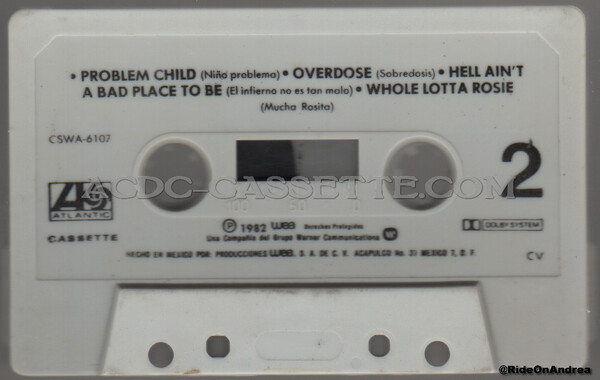 • PROBLEM CHILD (Niña problema) • OVERDOSE (Sobredosis) • HELL AIN'T
A BAD PLACE TO BE (El infierno no es tan malo) • WHOLE LOTTA ROSIE
(Mucha Rosita)
CSWA-6107
2
ACDC-CASSETTE.COM
ATLANTIC
CASSETTE
Ⓟ 1982 wea Derechos Protegidos
DOLBY SYSTEM
Una Compañía del Grupo Warner Communications
HECHO EN MEXICO POR: PRODUCCIONES wea, S. A. DE C. V. ACAPULCO No. 37 MEXICO 7, D. F.
CV
@RideOnAndrea